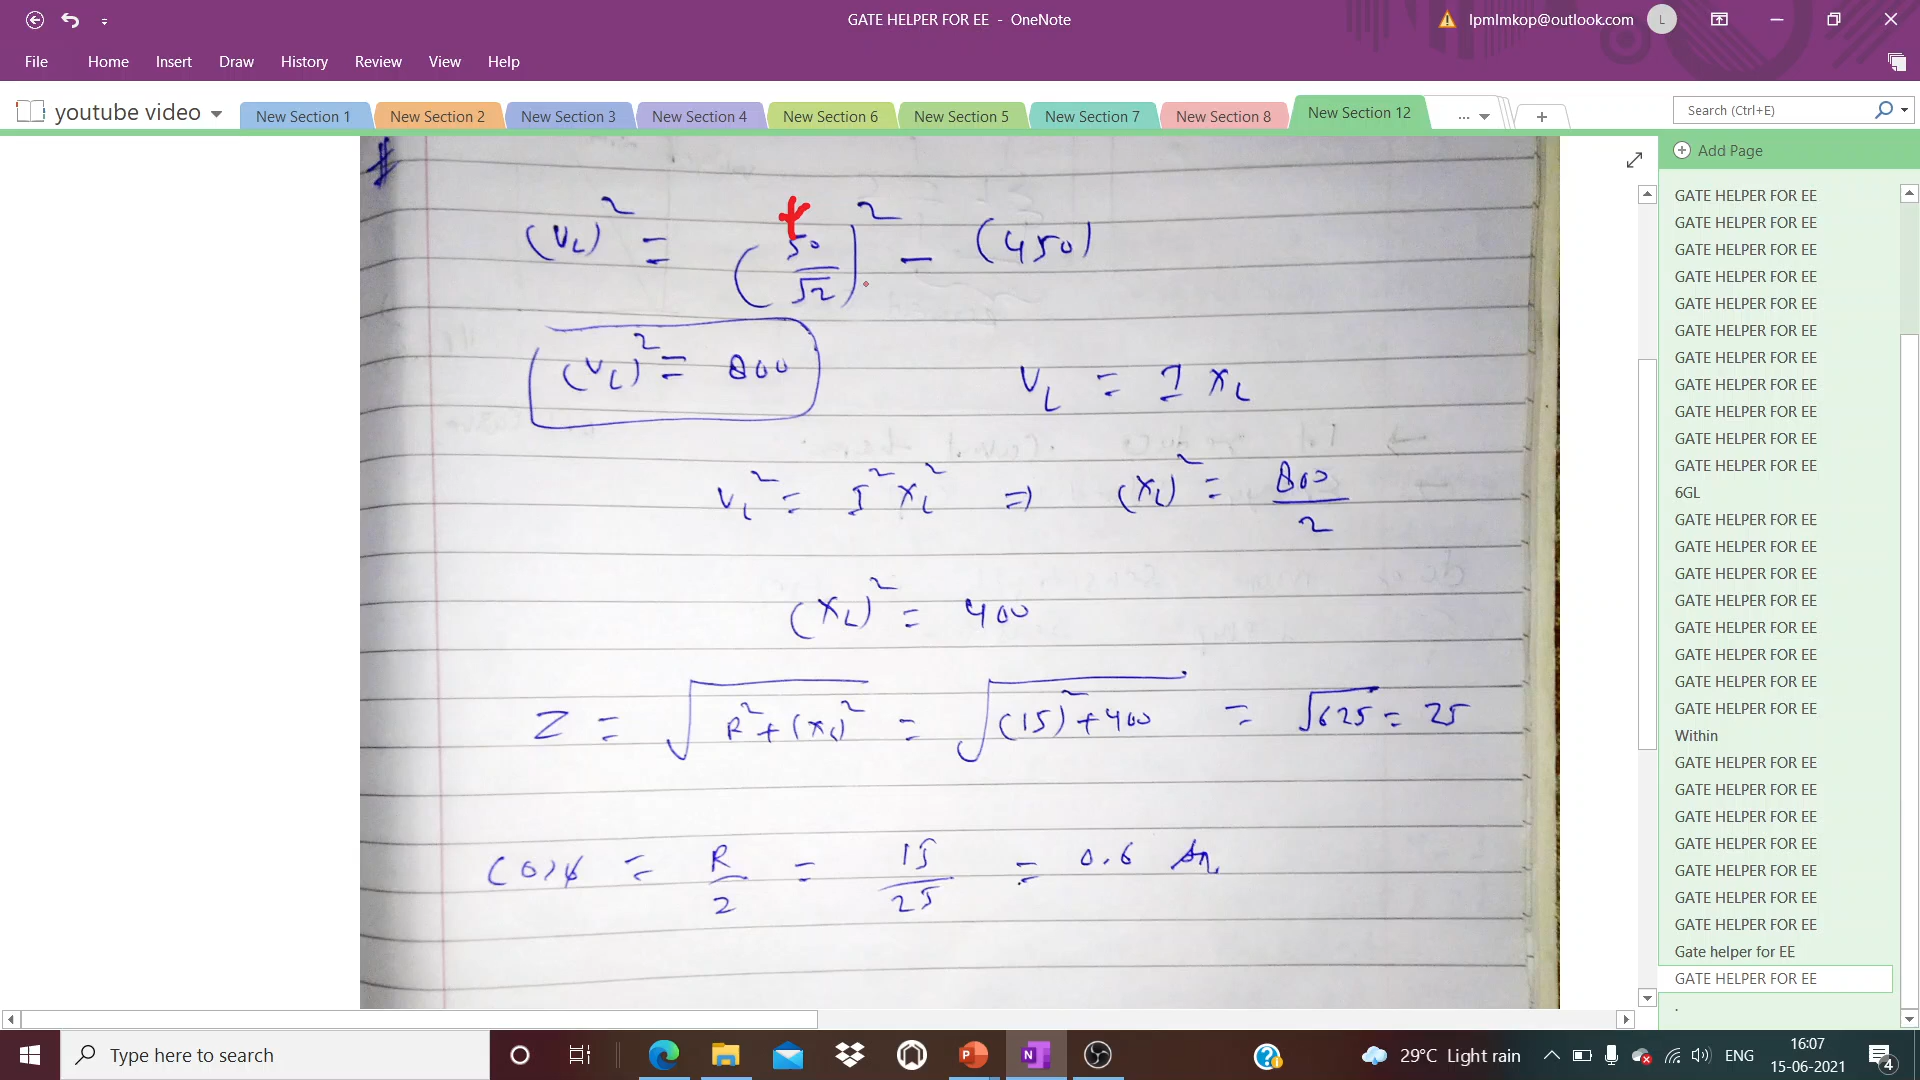 GATE HELPER FOR EE - OneNote
lpmlmkop@outlook.com
L
File Home Insert Draw History Review View Help
youtube video
New Section 1
New Section 2
New Section 3
New Section 4
New Section 6
New Section 5
New Section 7
New Section 8
New Section 12
...
+
Search (Ctrl+E)
Add Page
(VL)² = (50/√2)² - (450)
(VL)² = 800
VL = I XL
VL² = I² XL² ⇒ (XL)² = 800/2
(XL)² = 400
Z = √R²+(XL)² = √(15)²+400 = √625 = 25
cosϕ = R/Z = 15/25 = 0.6 An
GATE HELPER FOR EE
GATE HELPER FOR EE
GATE HELPER FOR EE
GATE HELPER FOR EE
GATE HELPER FOR EE
GATE HELPER FOR EE
GATE HELPER FOR EE
GATE HELPER FOR EE
GATE HELPER FOR EE
GATE HELPER FOR EE
GATE HELPER FOR EE
6GL
GATE HELPER FOR EE
GATE HELPER FOR EE
GATE HELPER FOR EE
GATE HELPER FOR EE
GATE HELPER FOR EE
GATE HELPER FOR EE
GATE HELPER FOR EE
GATE HELPER FOR EE
Within
GATE HELPER FOR EE
GATE HELPER FOR EE
GATE HELPER FOR EE
GATE HELPER FOR EE
GATE HELPER FOR EE
GATE HELPER FOR EE
GATE HELPER FOR EE
Gate helper for EE
GATE HELPER FOR EE
Type here to search
29°C Light rain
ENG
16:07
15-06-2021
4